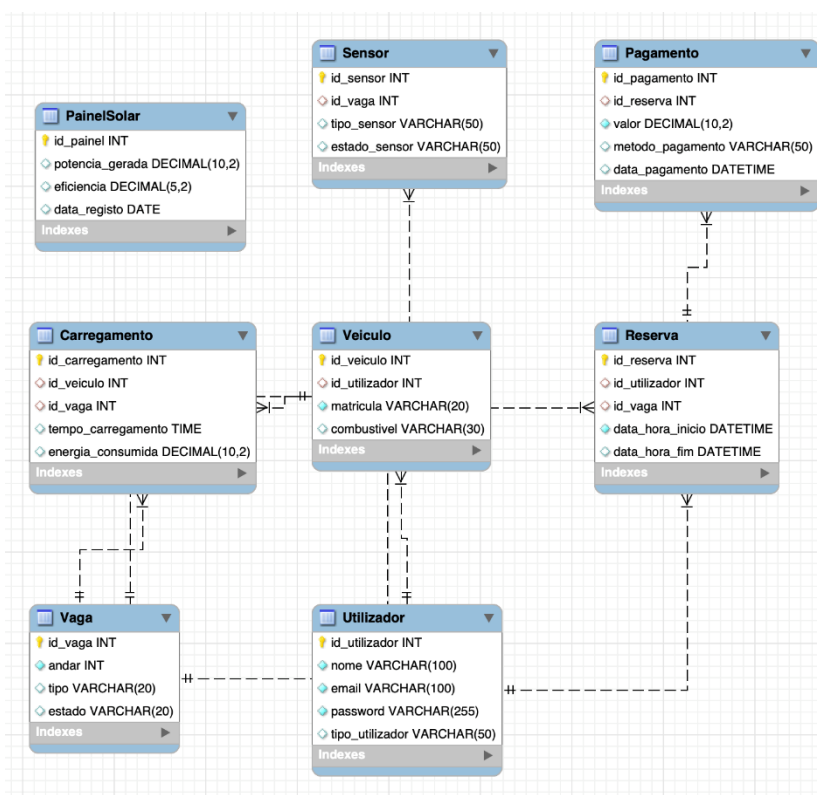 Sensor
id_sensor INT
id_vaga INT
tipo_sensor VARCHAR(50)
estado_sensor VARCHAR(50)
Indexes
Pagamento
id_pagamento INT
id_reserva INT
valor DECIMAL(10,2)
metodo_pagamento VARCHAR(50)
data_pagamento DATETIME
Indexes
PainelSolar
id_painel INT
potencia_gerada DECIMAL(10,2)
eficiencia DECIMAL(5,2)
data_registo DATE
Indexes
Carregamento
id_carregamento INT
id_veiculo INT
id_vaga INT
tempo_carregamento TIME
energia_consumida DECIMAL(10,2)
Indexes
Veiculo
id_veiculo INT
id_utilizador INT
matricula VARCHAR(20)
combustivel VARCHAR(30)
Indexes
Reserva
id_reserva INT
id_utilizador INT
id_vaga INT
data_hora_inicio DATETIME
data_hora_fim DATETIME
Indexes
Vaga
id_vaga INT
andar INT
tipo VARCHAR(20)
estado VARCHAR(20)
Indexes
Utilizador
id_utilizador INT
nome VARCHAR(100)
email VARCHAR(100)
password VARCHAR(255)
tipo_utilizador VARCHAR(50)
Indexes